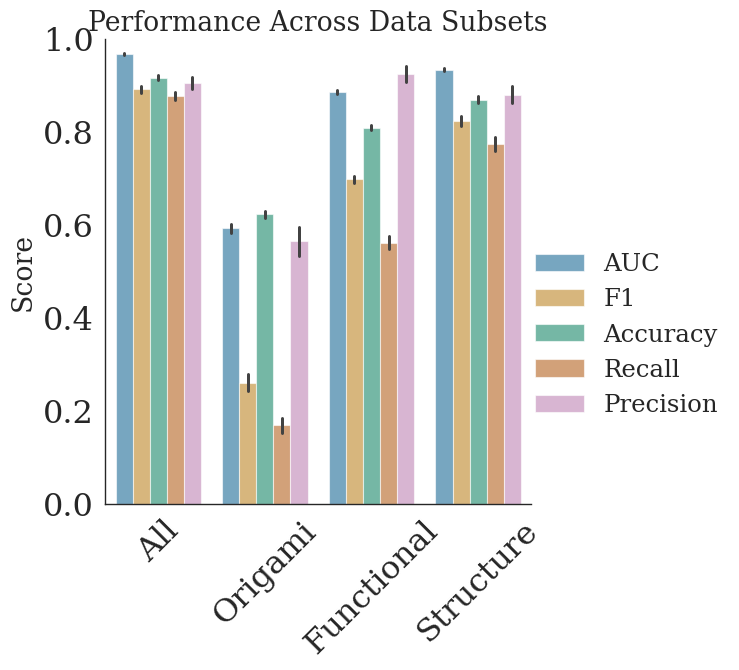 Performance Across Data Subsets
1.0
0.8
0.6
0.4
0.2
0.0
Score
All
Origami
Functional
Structure
AUC
F1
Accuracy
Recall
Precision